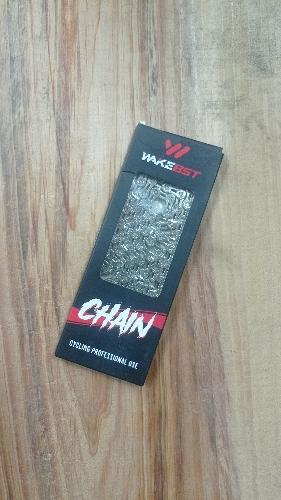 WAKEBST
CHAIN
CYCLING PROFESSIONAL USE